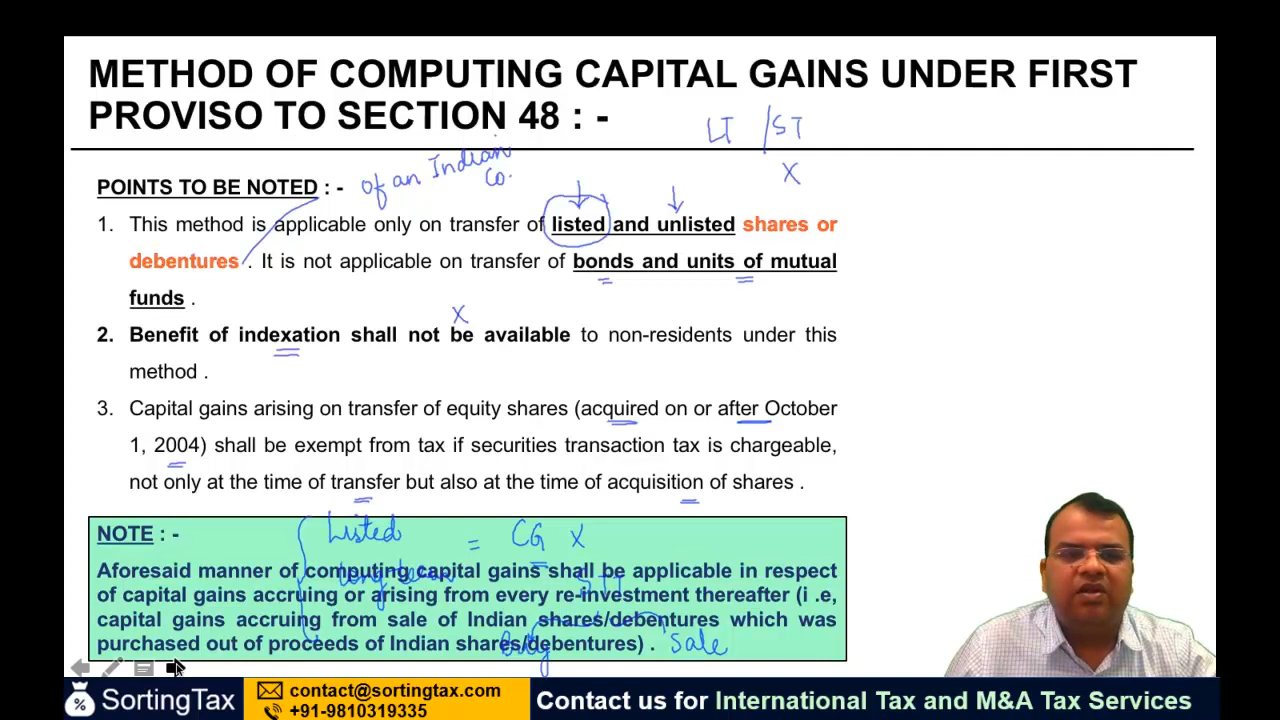 METHOD OF COMPUTING CAPITAL GAINS UNDER FIRST
PROVISO TO SECTION 48 : -
LT / ST
X
of an Indian
Co.
POINTS TO BE NOTED : -
1. This method is applicable only on transfer of listed and unlisted shares or
debentures . It is not applicable on transfer of bonds and units of mutual
funds .
X
2. Benefit of indexation shall not be available to non-residents under this
method .
3. Capital gains arising on transfer of equity shares (acquired on or after October
1, 2004) shall be exempt from tax if securities transaction tax is chargeable,
not only at the time of transfer but also at the time of acquisition of shares .
Listed = CG X
NOTE : -
long term STT
Aforesaid manner of computing capital gains shall be applicable in respect
of capital gains accruing or arising from every re-investment thereafter (i .e,
capital gains accruing from sale of Indian shares/debentures which was
purchased out of proceeds of Indian shares/debentures) .
buy sale
SortingTax
contact@sortingtax.com
+91-9810319335
Contact us for International Tax and M&A Tax Services